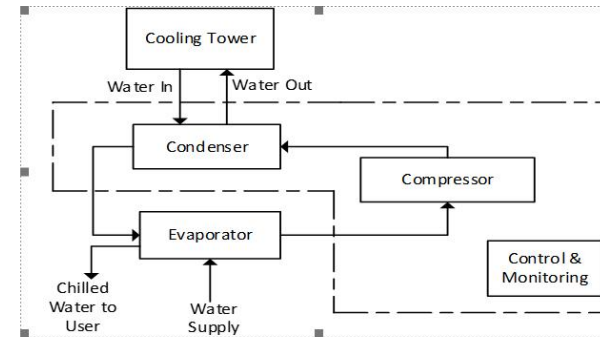 Cooling Tower
Water In
Water Out
Condenser
Compressor
Evaporator
Control &
Monitoring
Chilled
Water to
User
Water
Supply